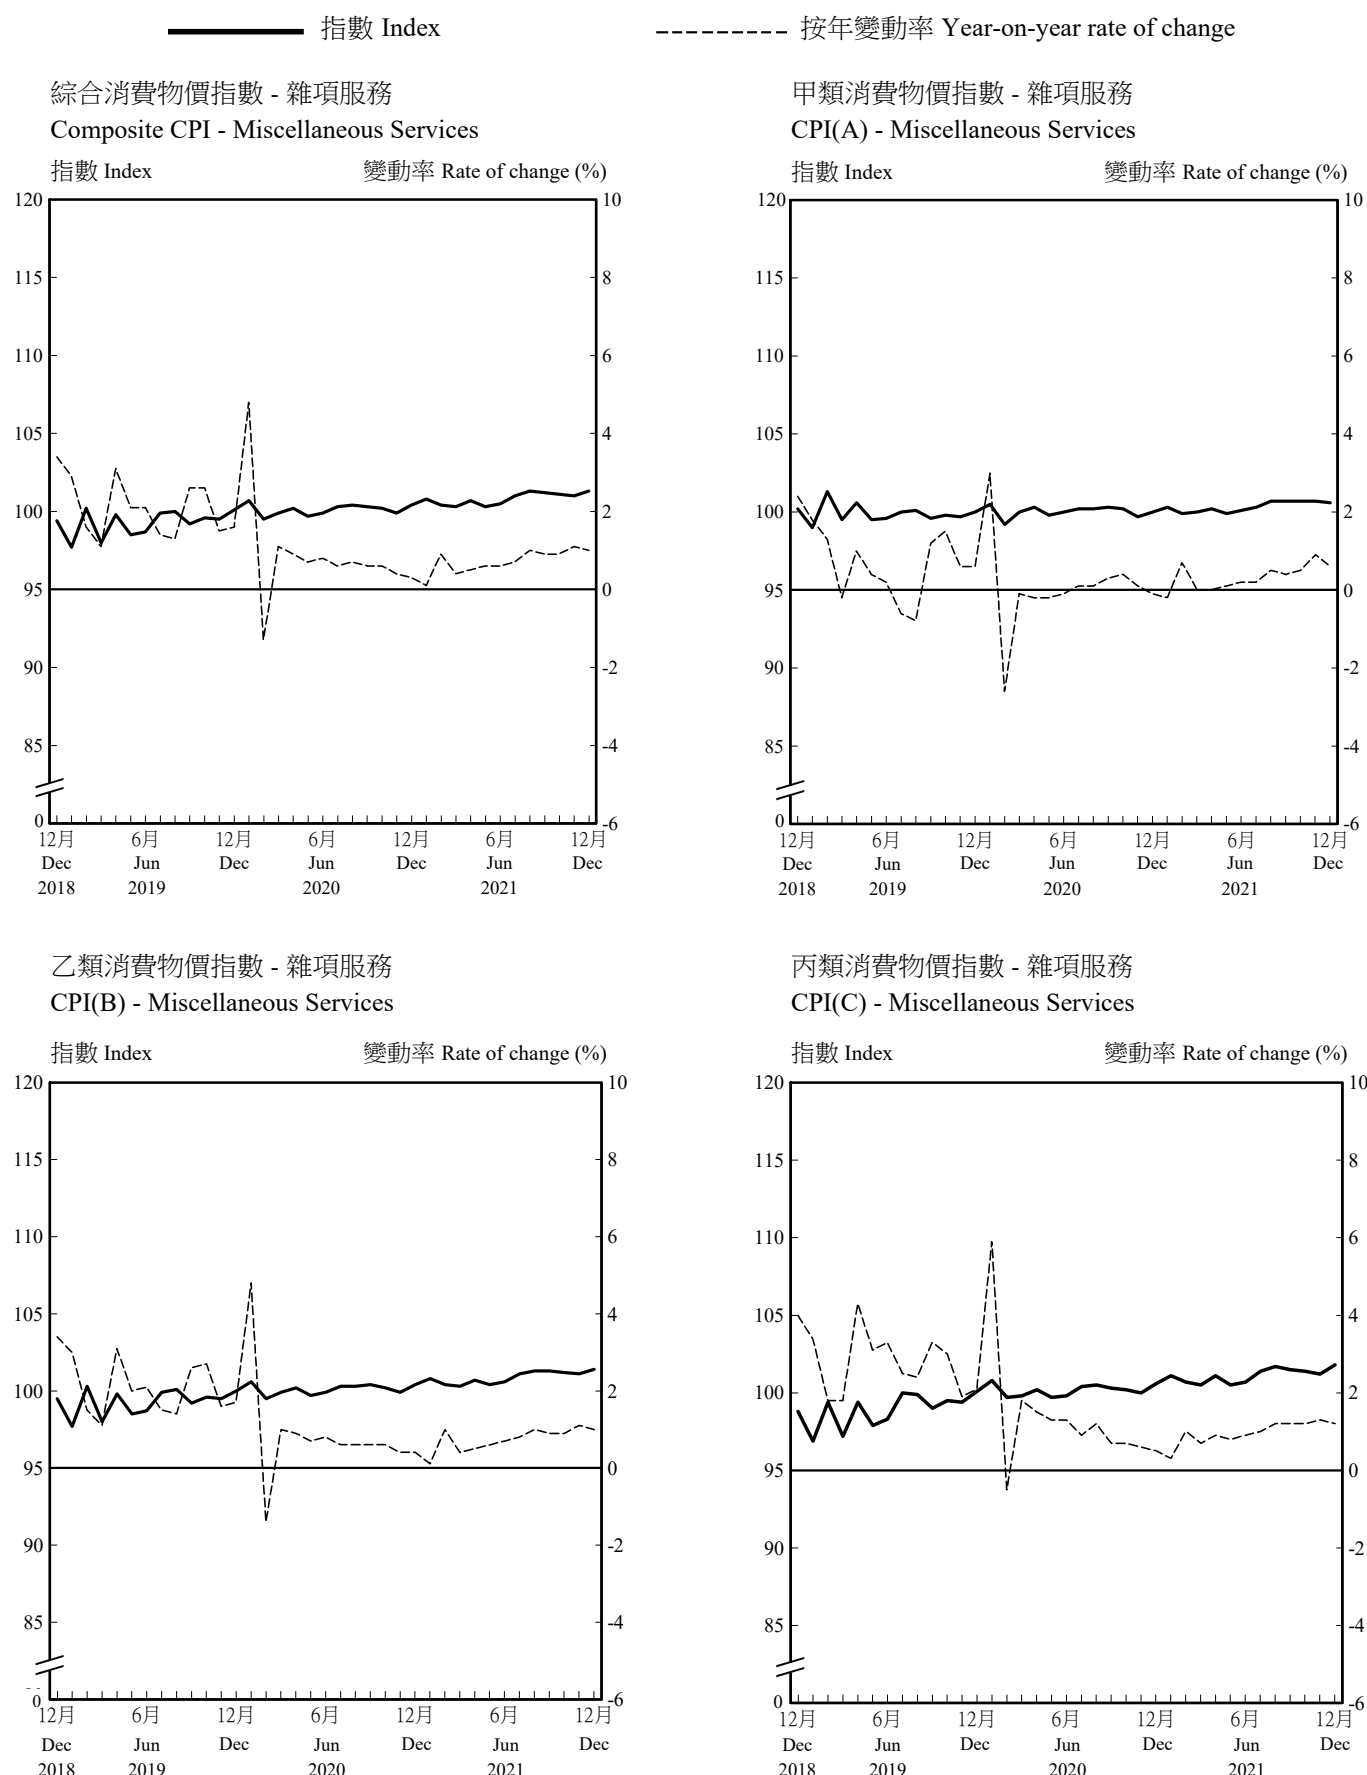 指數 Index
按年變動率 Year-on-year rate of change
綜合消費物價指數 - 雜項服務
Composite CPI - Miscellaneous Services
指數 Index
變動率 Rate of change (%)
120
115
110
105
100
95
90
85
0
10
8
6
4
2
0
-2
-4
-6
12月 6月 12月 6月 12月 6月 12月
Dec Jun Dec Jun Dec Jun Dec
2018 2019 2020 2021
甲類消費物價指數 - 雜項服務
CPI(A) - Miscellaneous Services
指數 Index
變動率 Rate of change (%)
120
115
110
105
100
95
90
85
0
10
8
6
4
2
0
-2
-4
-6
12月 6月 12月 6月 12月 6月 12月
Dec Jun Dec Jun Dec Jun Dec
2018 2019 2020 2021
乙類消費物價指數 - 雜項服務
CPI(B) - Miscellaneous Services
指數 Index
變動率 Rate of change (%)
120
115
110
105
100
95
90
85
0
10
8
6
4
2
0
-2
-4
-6
12月 6月 12月 6月 12月 6月 12月
Dec Jun Dec Jun Dec Jun Dec
2018 2019 2020 2021
丙類消費物價指數 - 雜項服務
CPI(C) - Miscellaneous Services
指數 Index
變動率 Rate of change (%)
120
115
110
105
100
95
90
85
0
10
8
6
4
2
0
-2
-4
-6
12月 6月 12月 6月 12月 6月 12月
Dec Jun Dec Jun Dec Jun Dec
2018 2019 2020 2021